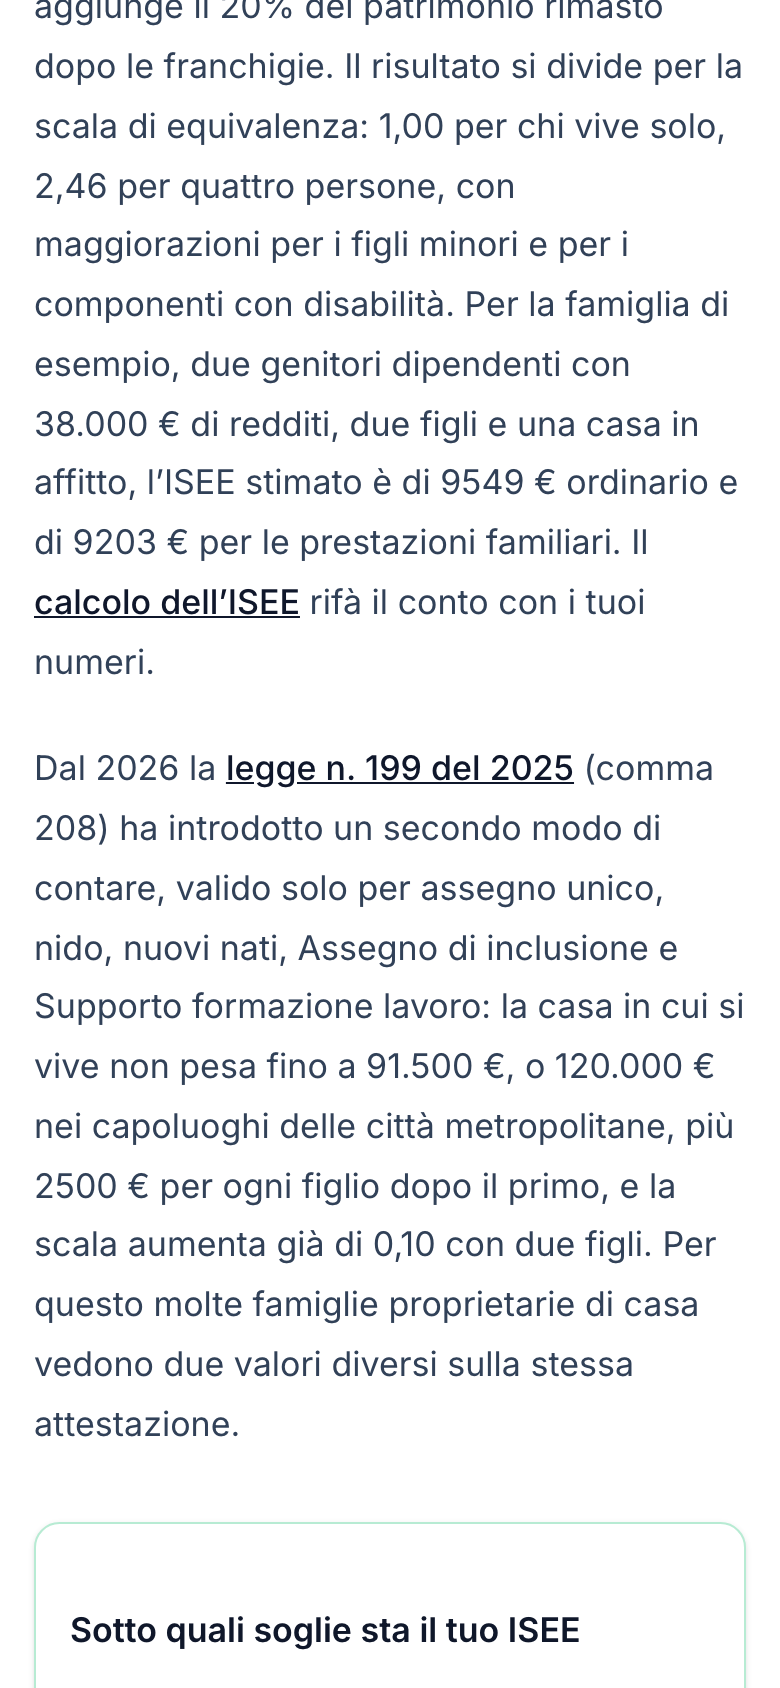 aggiunge il 20% del patrimonio rimasto
dopo le franchigie. Il risultato si divide per la
scala di equivalenza: 1,00 per chi vive solo,
2,46 per quattro persone, con
maggiorazioni per i figli minori e per i
componenti con disabilità. Per la famiglia di
esempio, due genitori dipendenti con
38.000 € di redditi, due figli e una casa in
affitto, l’ISEE stimato è di 9549 € ordinario e
di 9203 € per le prestazioni familiari. Il
calcolo dell’ISEE rifà il conto con i tuoi
numeri.
Dal 2026 la legge n. 199 del 2025 (comma
208) ha introdotto un secondo modo di
contare, valido solo per assegno unico,
nido, nuovi nati, Assegno di inclusione e
Supporto formazione lavoro: la casa in cui si
vive non pesa fino a 91.500 €, o 120.000 €
nei capoluoghi delle città metropolitane, più
2500 € per ogni figlio dopo il primo, e la
scala aumenta già di 0,10 con due figli. Per
questo molte famiglie proprietarie di casa
vedono due valori diversi sulla stessa
attestazione.
Sotto quali soglie sta il tuo ISEE